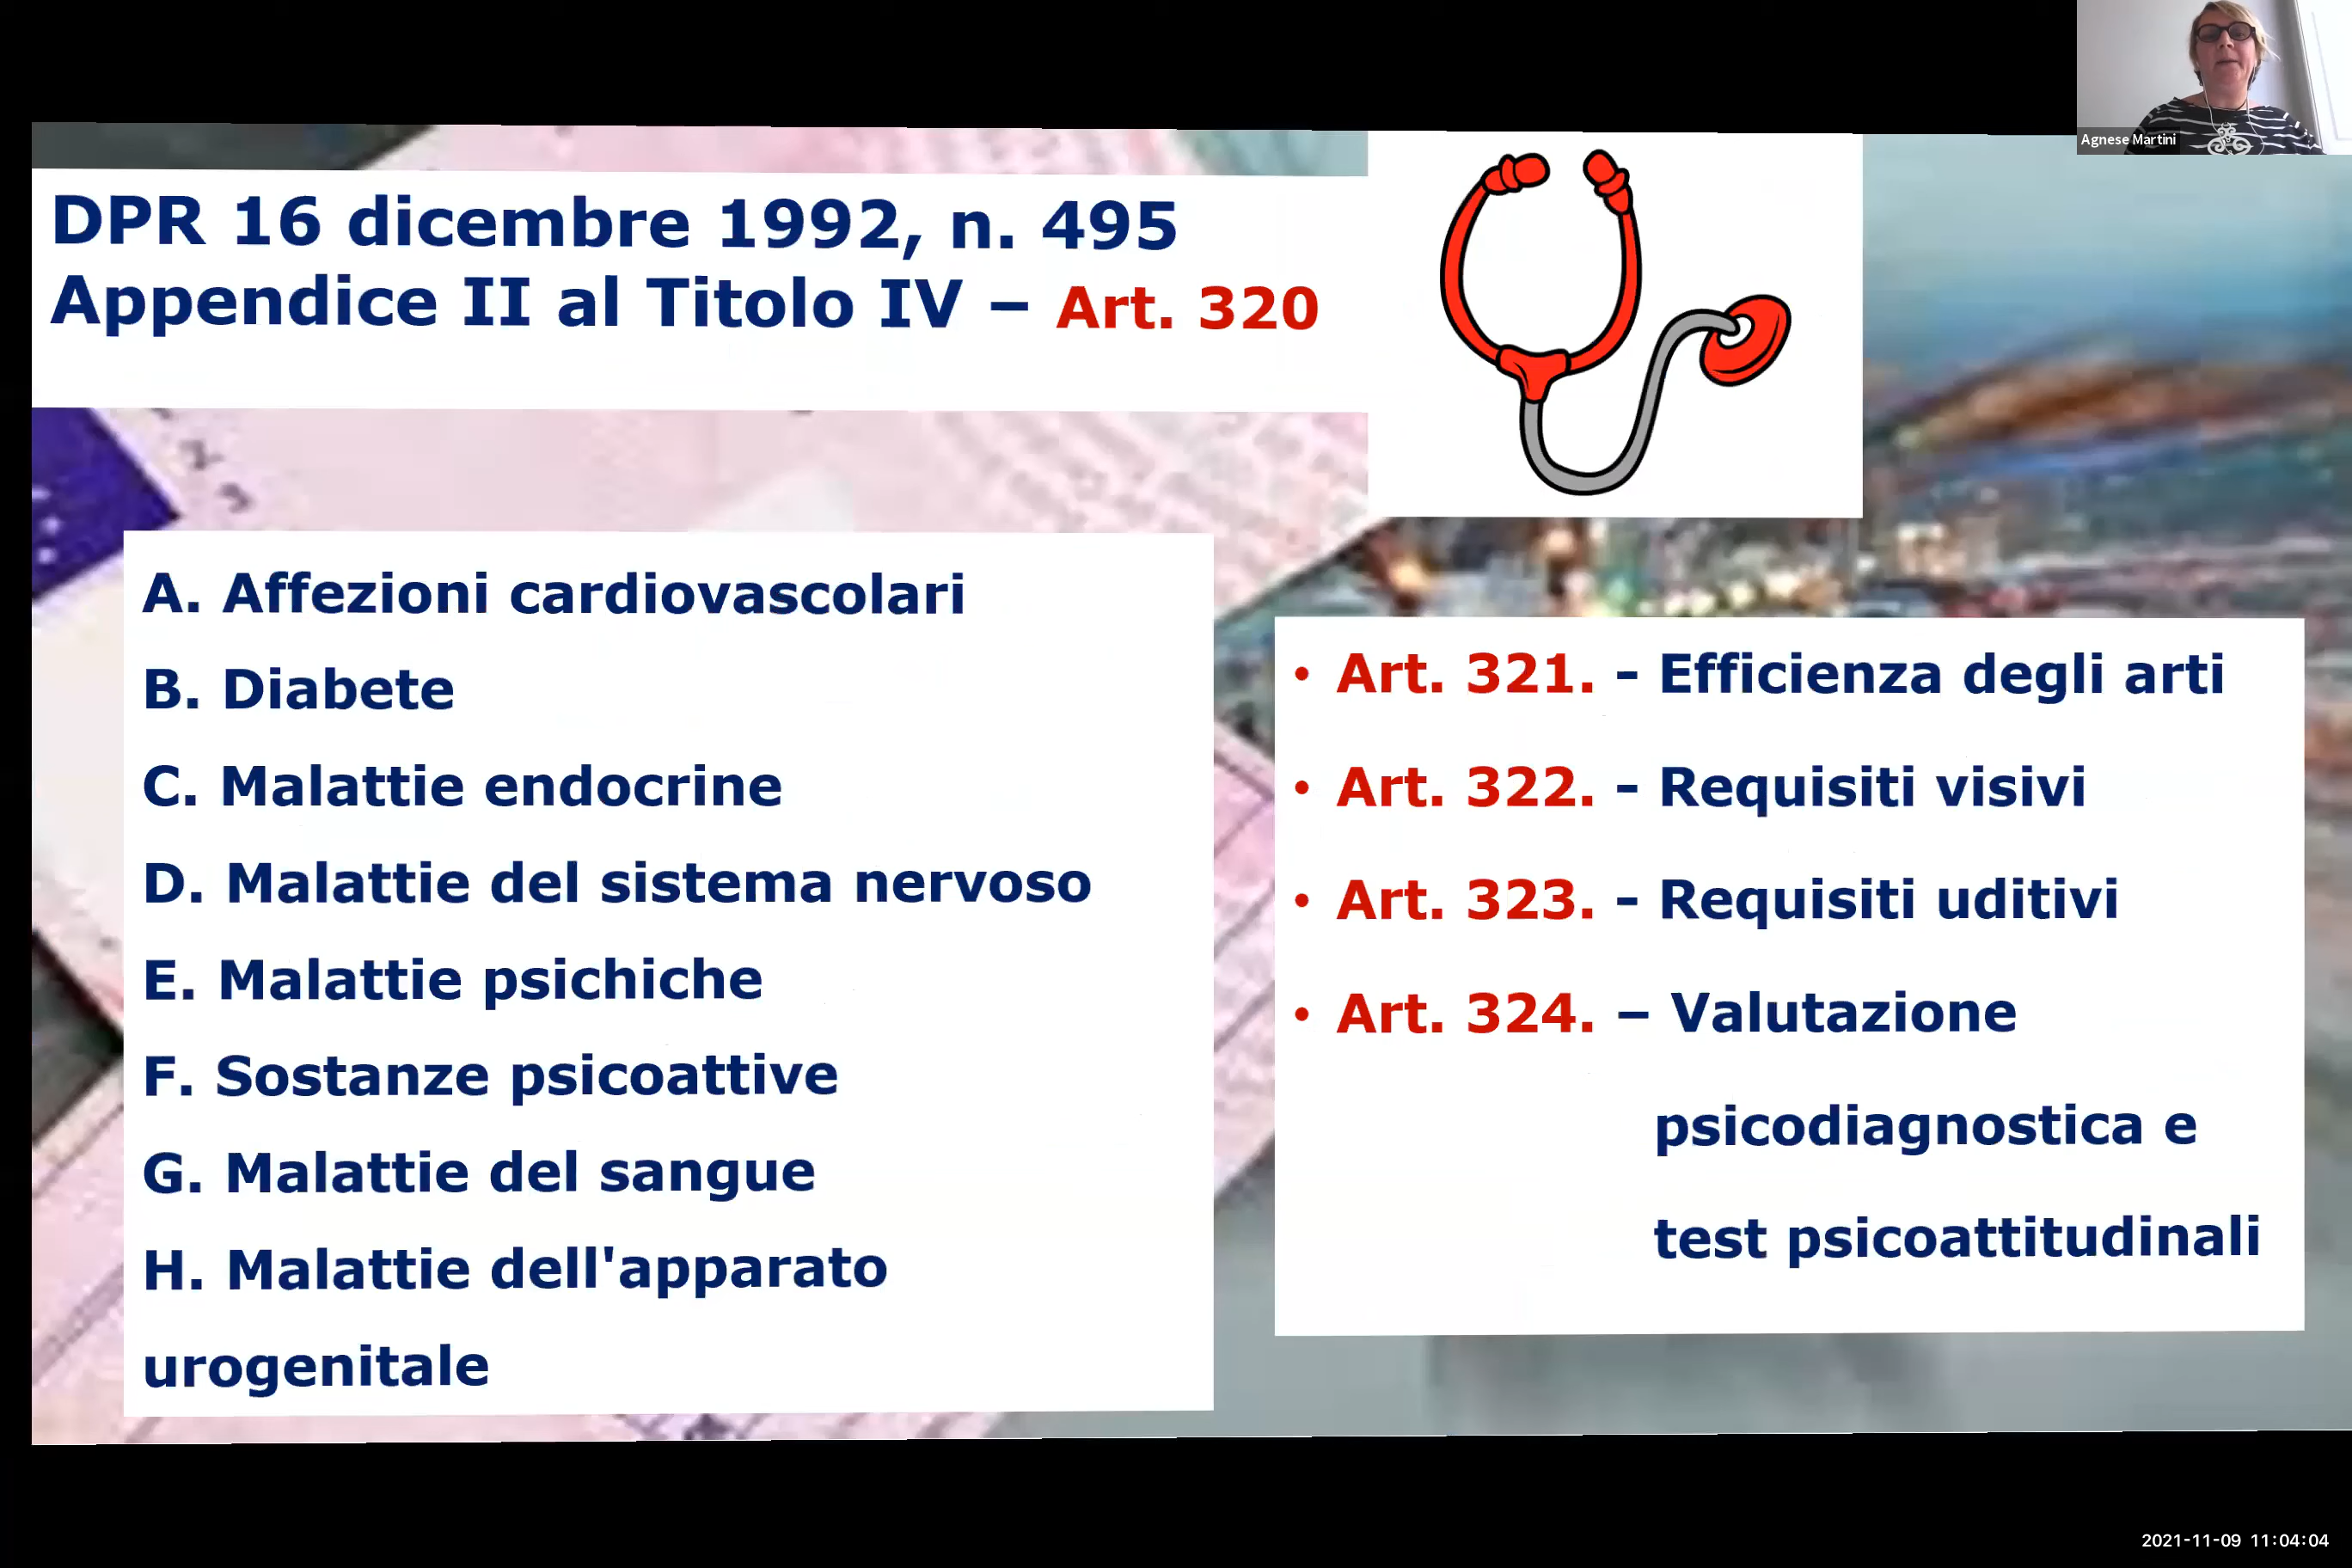 Agnese Martini
DPR 16 dicembre 1992, n. 495
Appendice II al Titolo IV – Art. 320
2
3
A. Affezioni cardiovascolari
B. Diabete
C. Malattie endocrine
D. Malattie del sistema nervoso
E. Malattie psichiche
F. Sostanze psicoattive
G. Malattie del sangue
H. Malattie dell'apparato
urogenitale
• Art. 321. - Efficienza degli arti
• Art. 322. - Requisiti visivi
• Art. 323. - Requisiti uditivi
• Art. 324. – Valutazione
psicodiagnostica e
test psicoattitudinali
2021-11-09 11:04:04